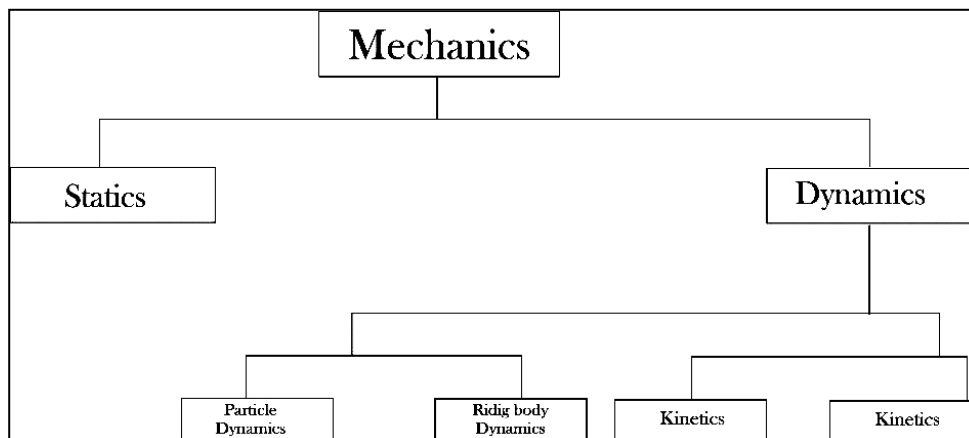 Mechanics
Statics
Dynamics
Particle
Dynamics
Ridig body
Dynamics
Kinetics
Kinetics